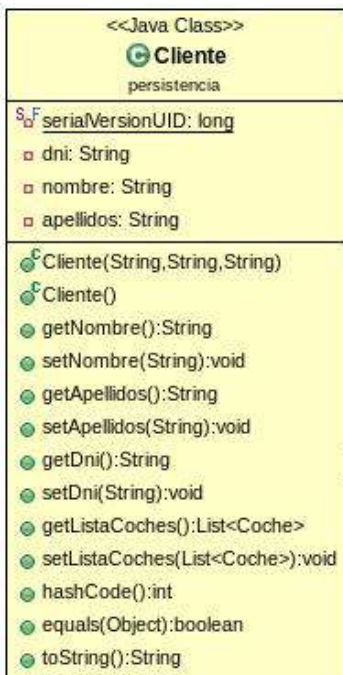 <<Java Class>>
C Cliente
persistencia
S F serialVersionUID: long
dni: String
nombre: String
apellidos: String
C Cliente(String,String,String)
C Cliente()
getNombre():String
setNombre(String):void
getApellidos():String
setApellidos(String):void
getDni():String
setDni(String):void
getListaCoches():List<Coche>
setListaCoches(List<Coche>):void
hashCode():int
equals(Object):boolean
toString():String